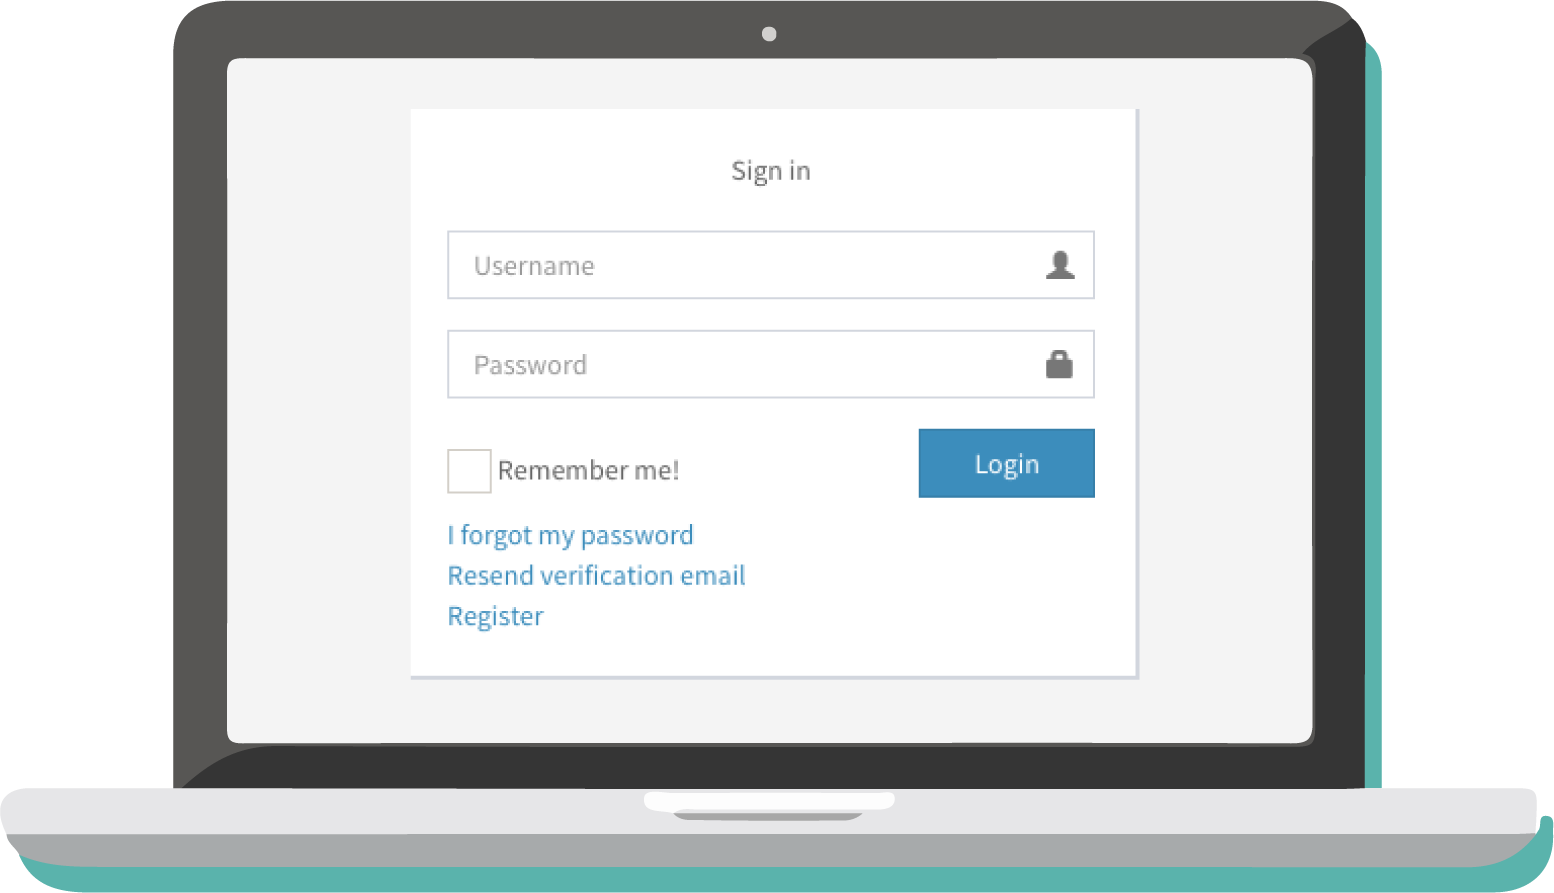 Sign in
Username
Password
Remember me!
Login
I forgot my password
Resend verification email
Register